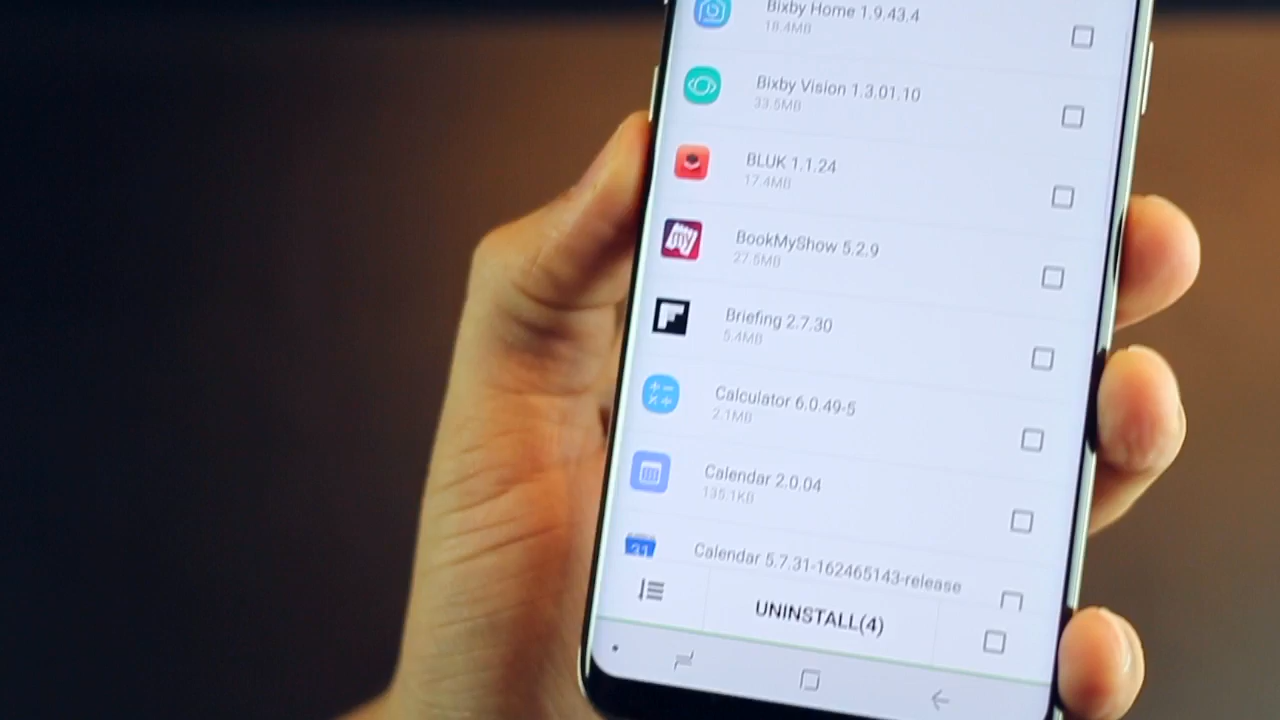 Bixby Home 1.9.43.4
18.4MB
Bixby Vision 1.3.01.10
33.5MB
BLUK 1.1.24
17.4MB
my
BookMyShow 5.2.9
27.5MB
Briefing 2.7.30
5.4MB
Calculator 6.0.49-5
2.1MB
Calendar 2.0.04
135.1KB
31
Calendar 5.7.31-162465143-release
UNINSTALL(4)